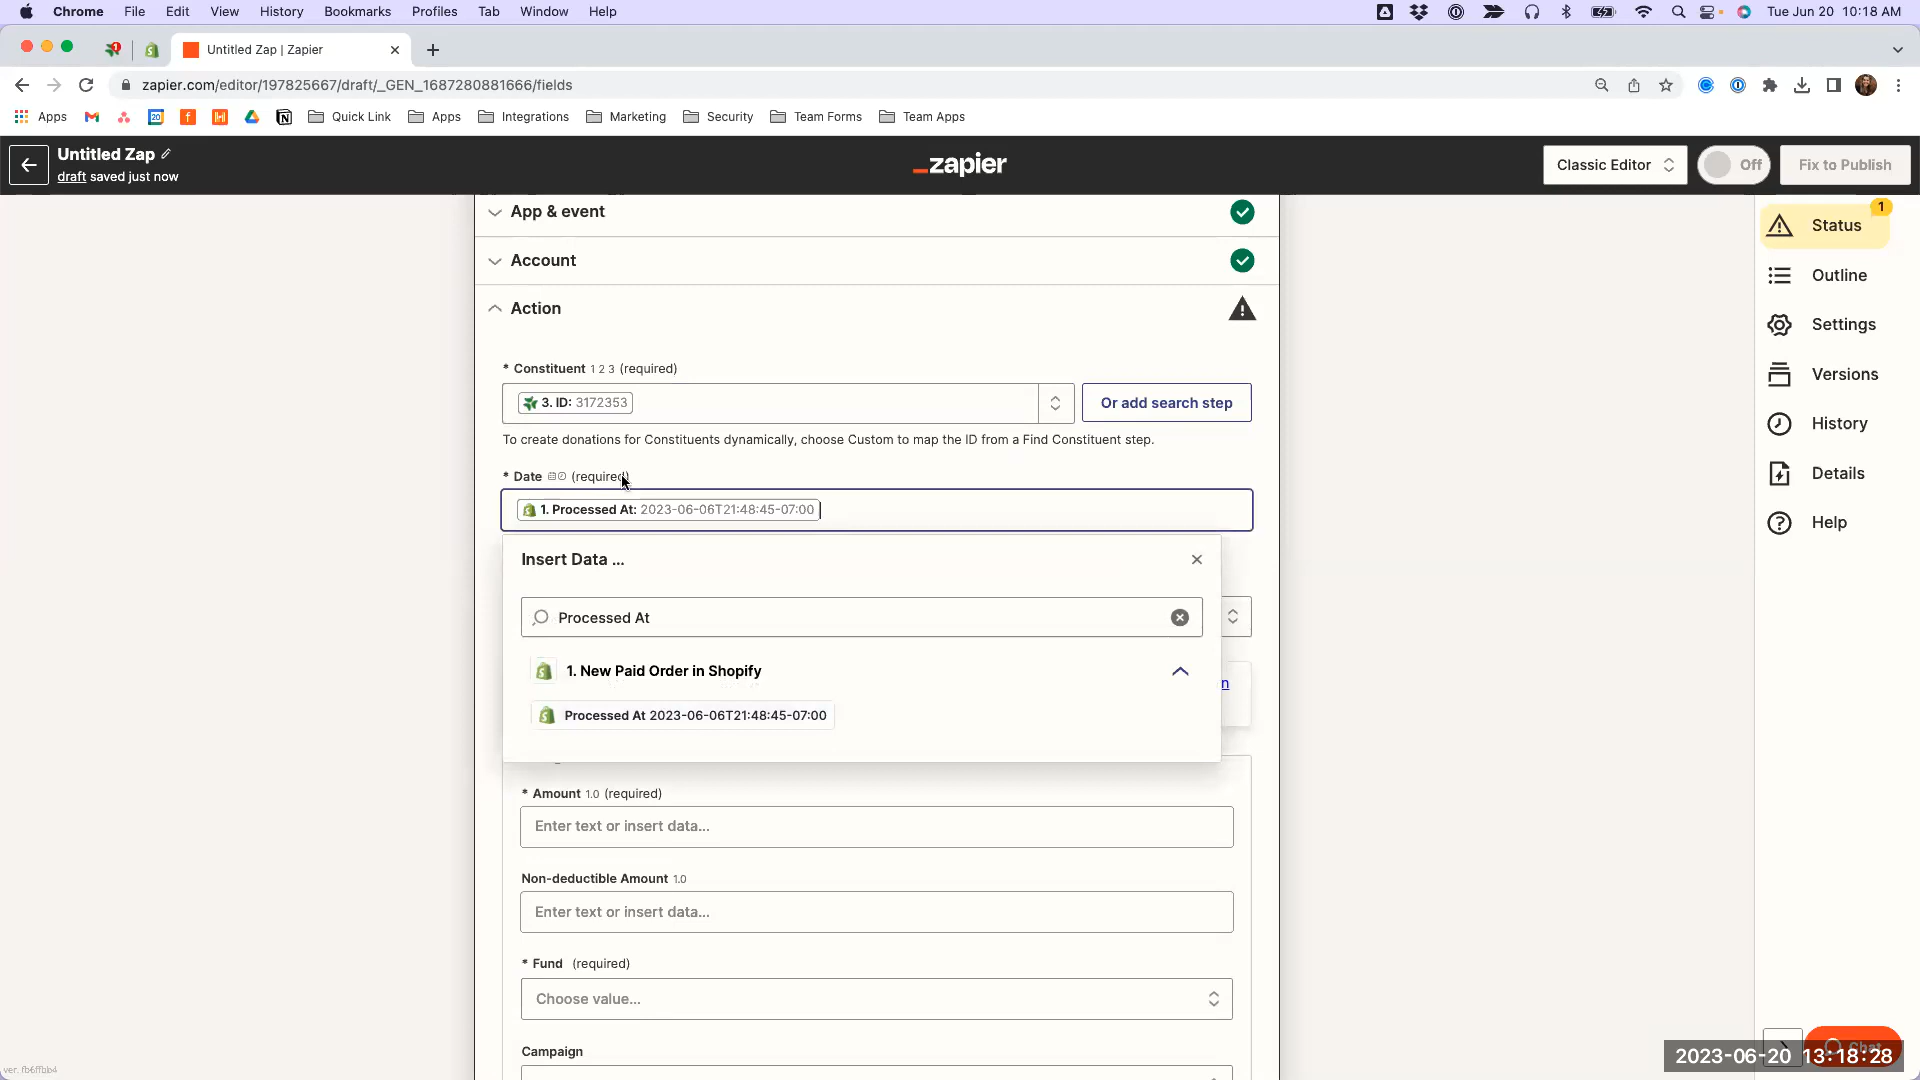 Chrome File Edit View History Bookmarks Profiles Tab Window Help Tue Jun 20 10:18 AM
1 Untitled Zap | Zapier
zapier.com/editor/197825667/draft/_GEN_1687280881666/fields
Apps 20 Quick Link Apps Integrations Marketing Security Team Forms Team Apps
Untitled Zap
draft saved just now
_zapier
Classic Editor
Off
Fix to Publish
App & event
Account
Action
* Constituent 1 2 3 (required)
3. ID: 3172353
Or add search step
To create donations for Constituents dynamically, choose Custom to map the ID from a Find Constituent step.
* Date (required)
1. Processed At: 2023-06-06T21:48:45-07:00
Insert Data ...
Processed At
1. New Paid Order in Shopify
n
Processed At 2023-06-06T21:48:45-07:00
* Amount 1.0 (required)
Enter text or insert data...
Non-deductible Amount 1.0
Enter text or insert data...
* Fund (required)
Choose value...
Campaign
1
Status
Outline
Settings
Versions
History
Details
Help
2023-06-20 13:18:28
ver. fb6ffbb4